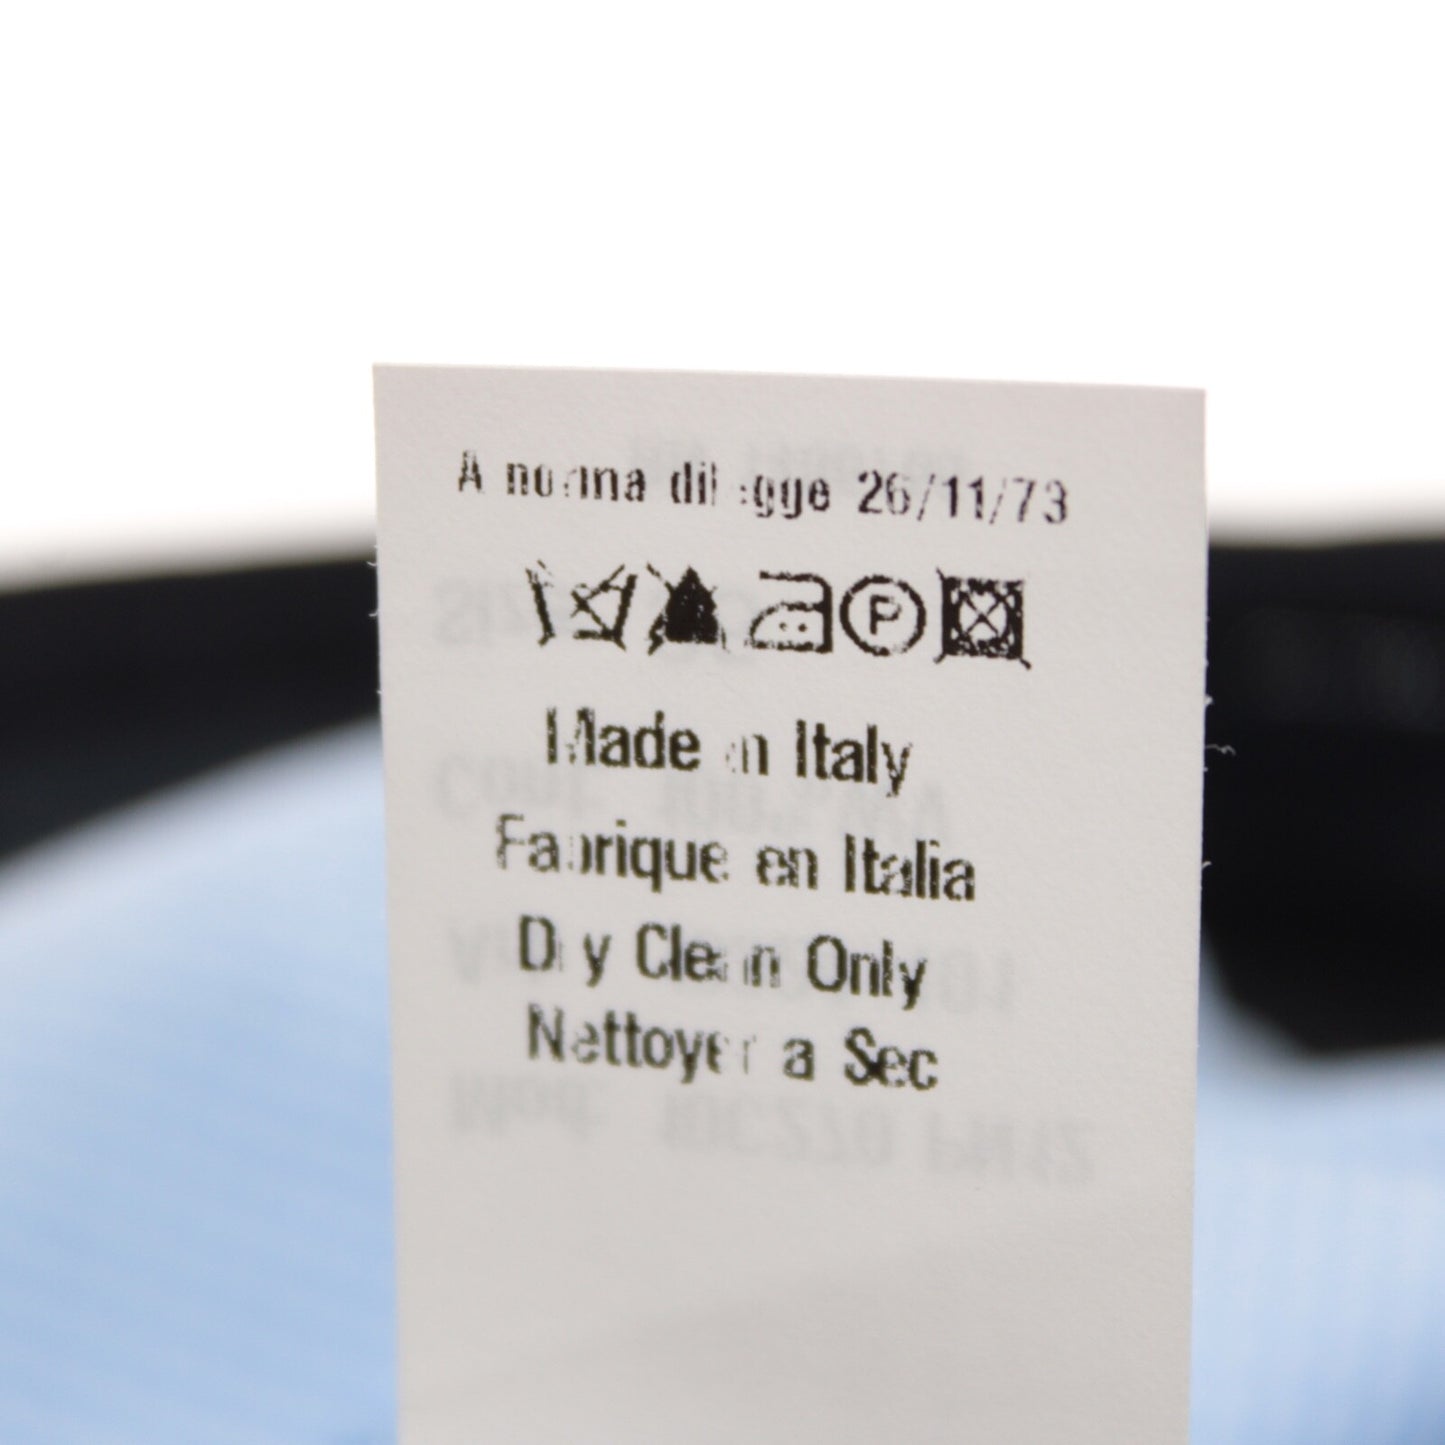 A norma di legge 26/11/73
P
Made in Italy
Fabrique en Italia
Dry Clean Only
Nettoyer a Sec